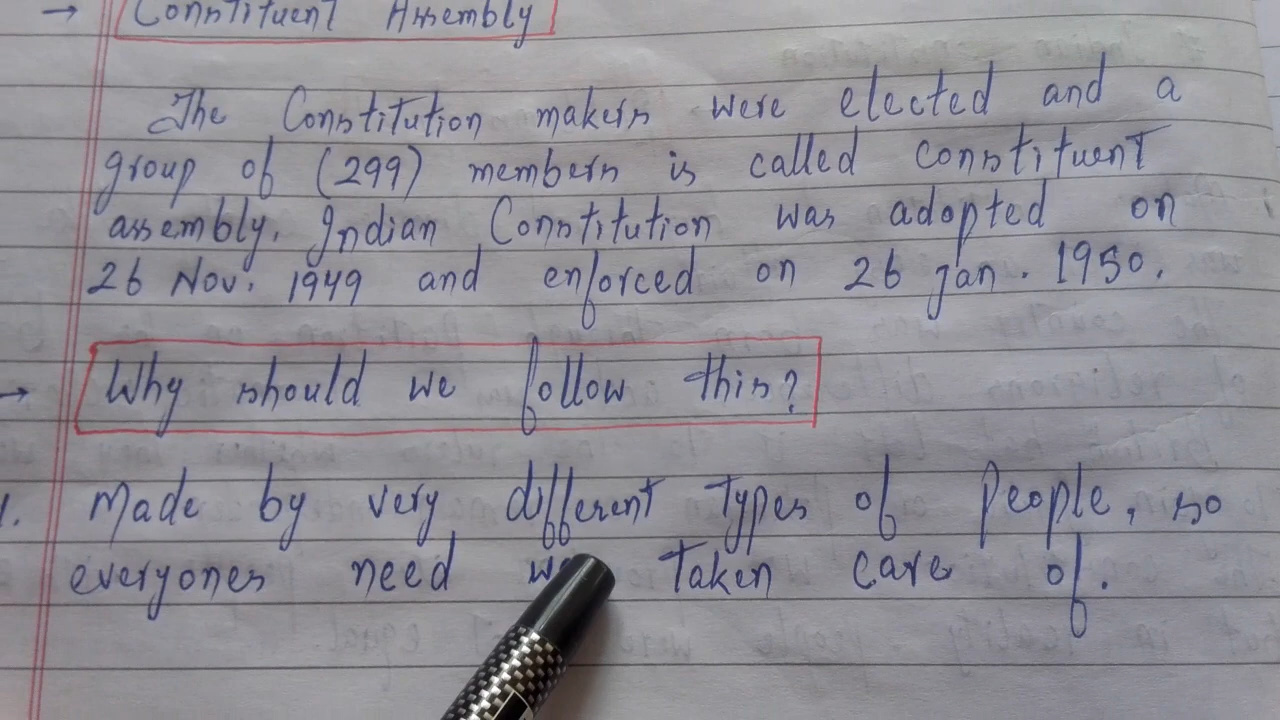 → Constituent Assembly
The Constitution makers were elected and a
group of (299) members is called constituent
assembly. Indian Constitution was adopted on
26 Nov. 1949 and enforced on 26 Jan. 1950.
→ Why should we follow this?
1. Made by very different types of people, so
everyones need taken care of.